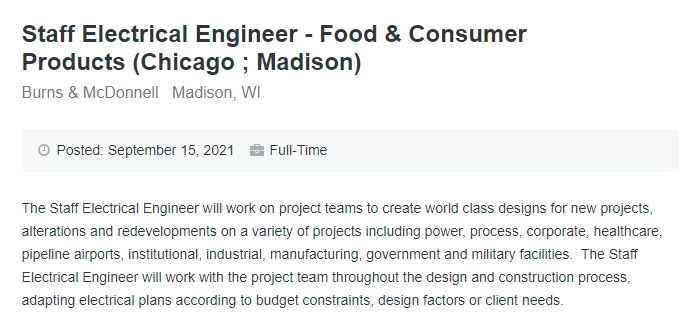 Staff Electrical Engineer - Food & Consumer
Products (Chicago ; Madison)
Burns & McDonnell Madison, WI
Posted: September 15, 2021 Full-Time
The Staff Electrical Engineer will work on project teams to create world class designs for new projects,
alterations and redevelopments on a variety of projects including power, process, corporate, healthcare,
pipeline airports, institutional, industrial, manufacturing, government and military facilities. The Staff
Electrical Engineer will work with the project team throughout the design and construction process,
adapting electrical plans according to budget constraints, design factors or client needs.